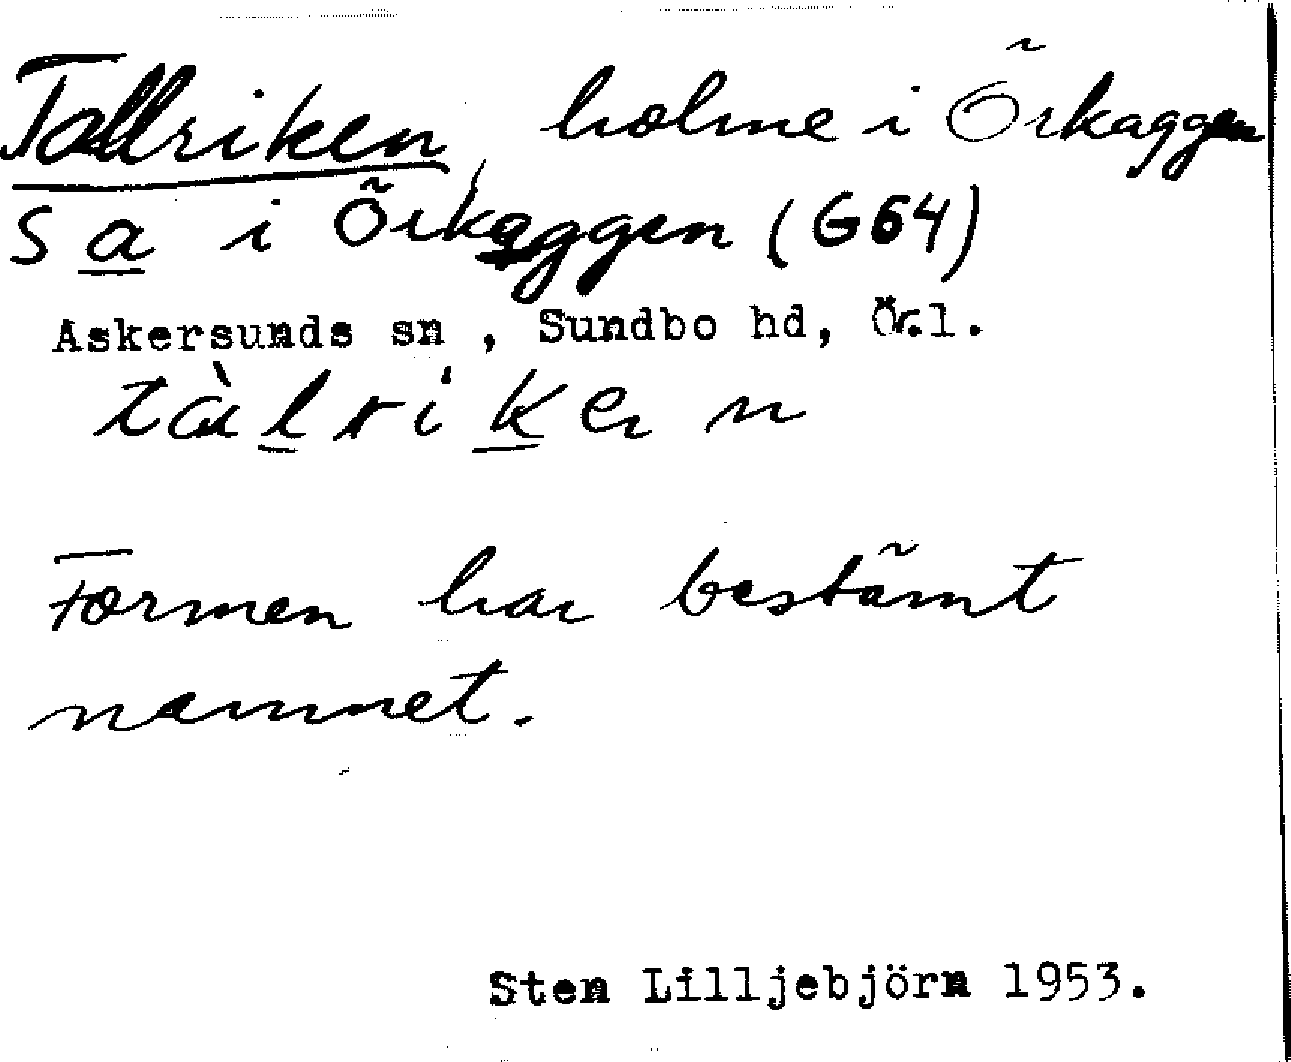 Tallriken, holme i Örkaggen
S a i Örkaggen (G64)
Askersunds sn, Sundbo hd, Ör.l.
tàlriken
Formen har bestämt
namnet.
Sten Lilljebjörn 1953.